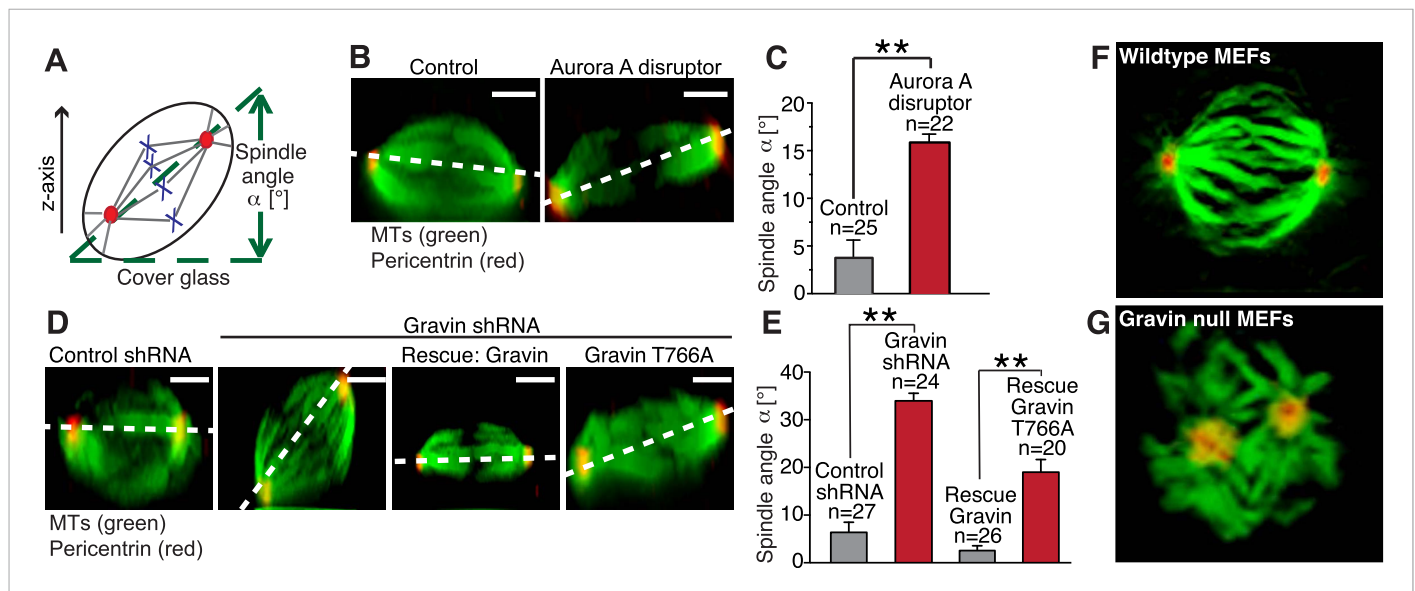 A
z-axis
Spindle
angle
α [°]
Cover glass
B
Control
Aurora A disruptor
MTs (green)
Pericentrin (red)
C
**
Spindle angle α [°]
20
15
10
5
0
Control
n=25
Aurora A
disruptor
n=22
D
Gravin shRNA
Control shRNA
Rescue: Gravin
Gravin T766A
MTs (green)
Pericentrin (red)
E
**
**
Spindle angle α [°]
40
30
20
10
0
Control
shRNA
n=27
Gravin
shRNA
n=24
Rescue
Gravin
n=26
Rescue
Gravin
T766A
n=20
F
Wildtype MEFs
G
Gravin null MEFs